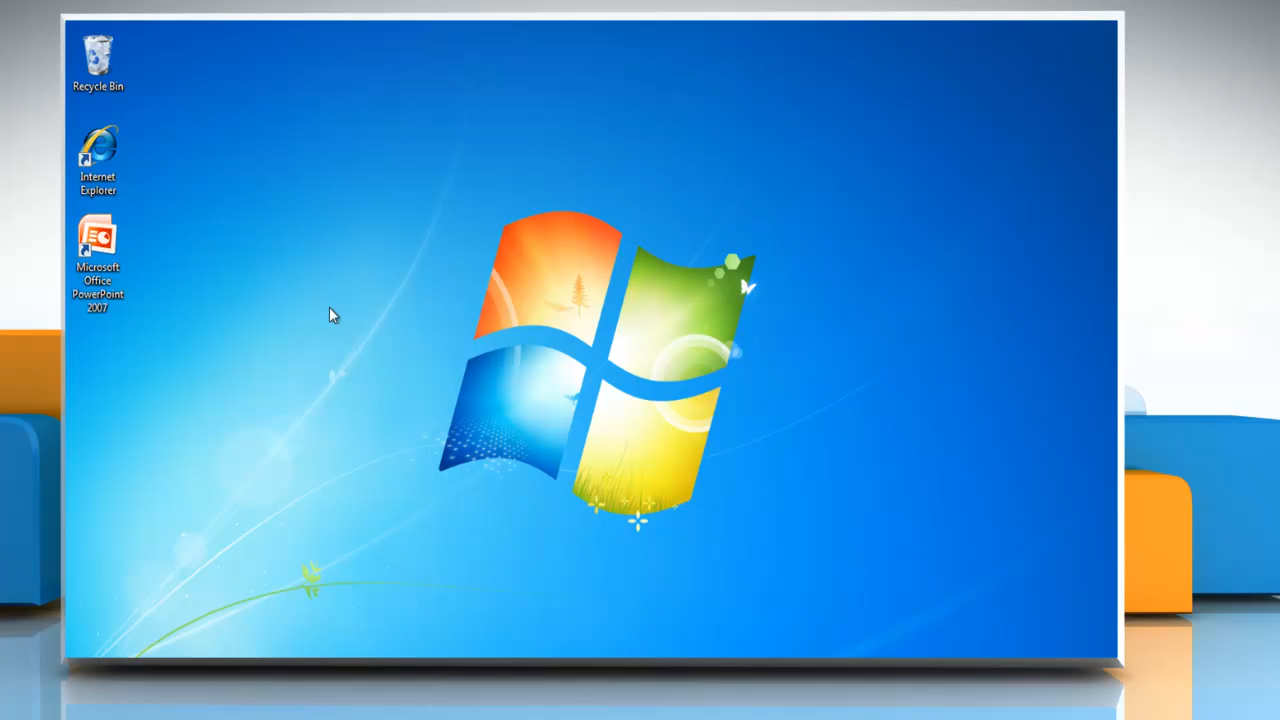 Recycle Bin
Internet
Explorer
Microsoft
Office
PowerPoint
2007